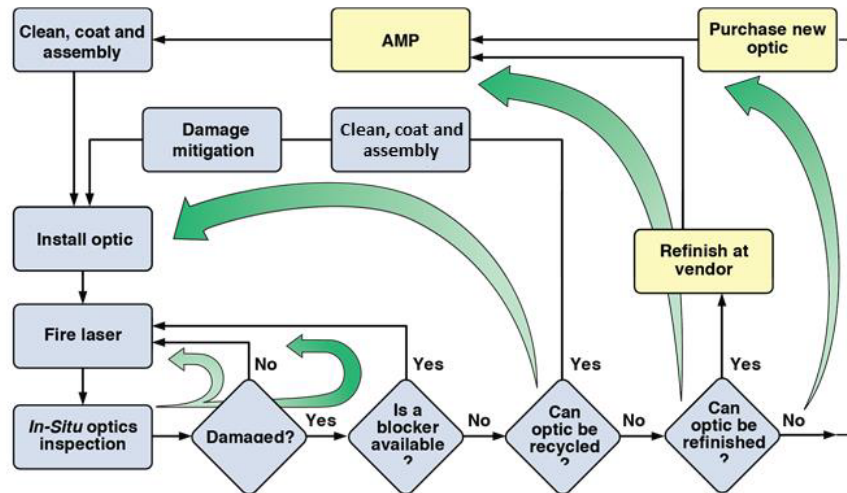 Clean, coat and
assembly
AMP
Purchase new
optic
Damage
mitigation
Clean, coat and
assembly
Install optic
Refinish at
vendor
Fire laser
No
Yes
Yes
Yes
In-Situ optics
inspection
Damaged?
Yes
Is a
blocker
available
?
No
Can
optic be
recycled
?
No
Can
optic be
refinished
?
No